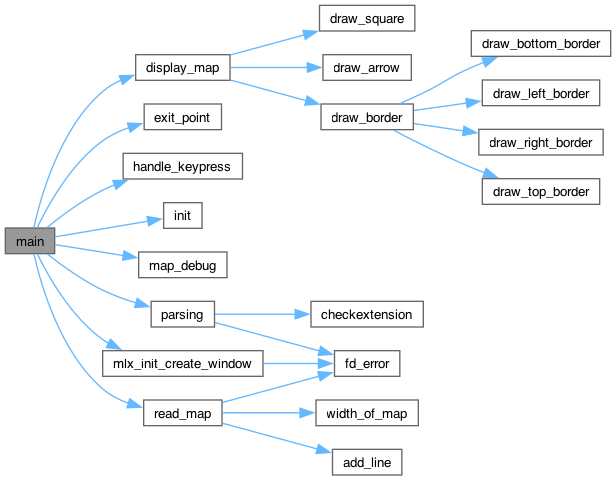 main
display_map
exit_point
handle_keypress
init
map_debug
parsing
mlx_init_create_window
read_map
draw_square
draw_arrow
draw_border
checkextension
fd_error
width_of_map
add_line
draw_bottom_border
draw_left_border
draw_right_border
draw_top_border